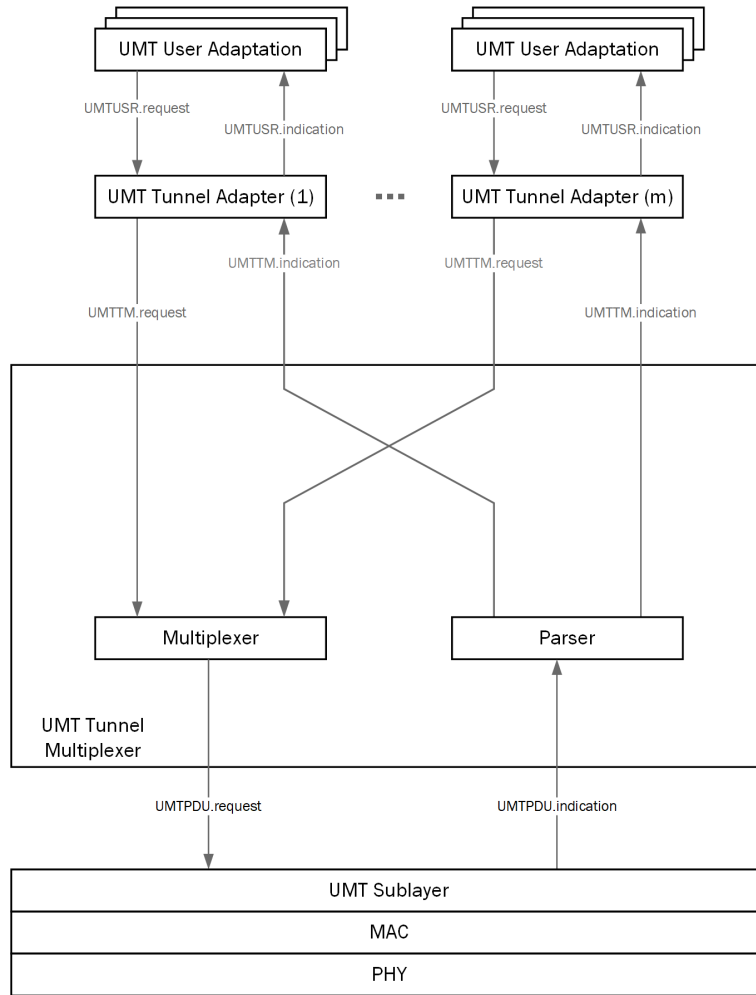 UMT User Adaptation
UMT User Adaptation
UMTUSR.request
UMTUSR.indication
UMTUSR.request
UMTUSR.indication
UMT Tunnel Adapter (1)
UMT Tunnel Adapter (m)
UMTTM.request
UMTTM.indication
UMTTM.request
UMTTM.indication
Multiplexer
Parser
UMT Tunnel
Multiplexer
UMTPDU.request
UMTPDU.indication
UMT Sublayer
MAC
PHY